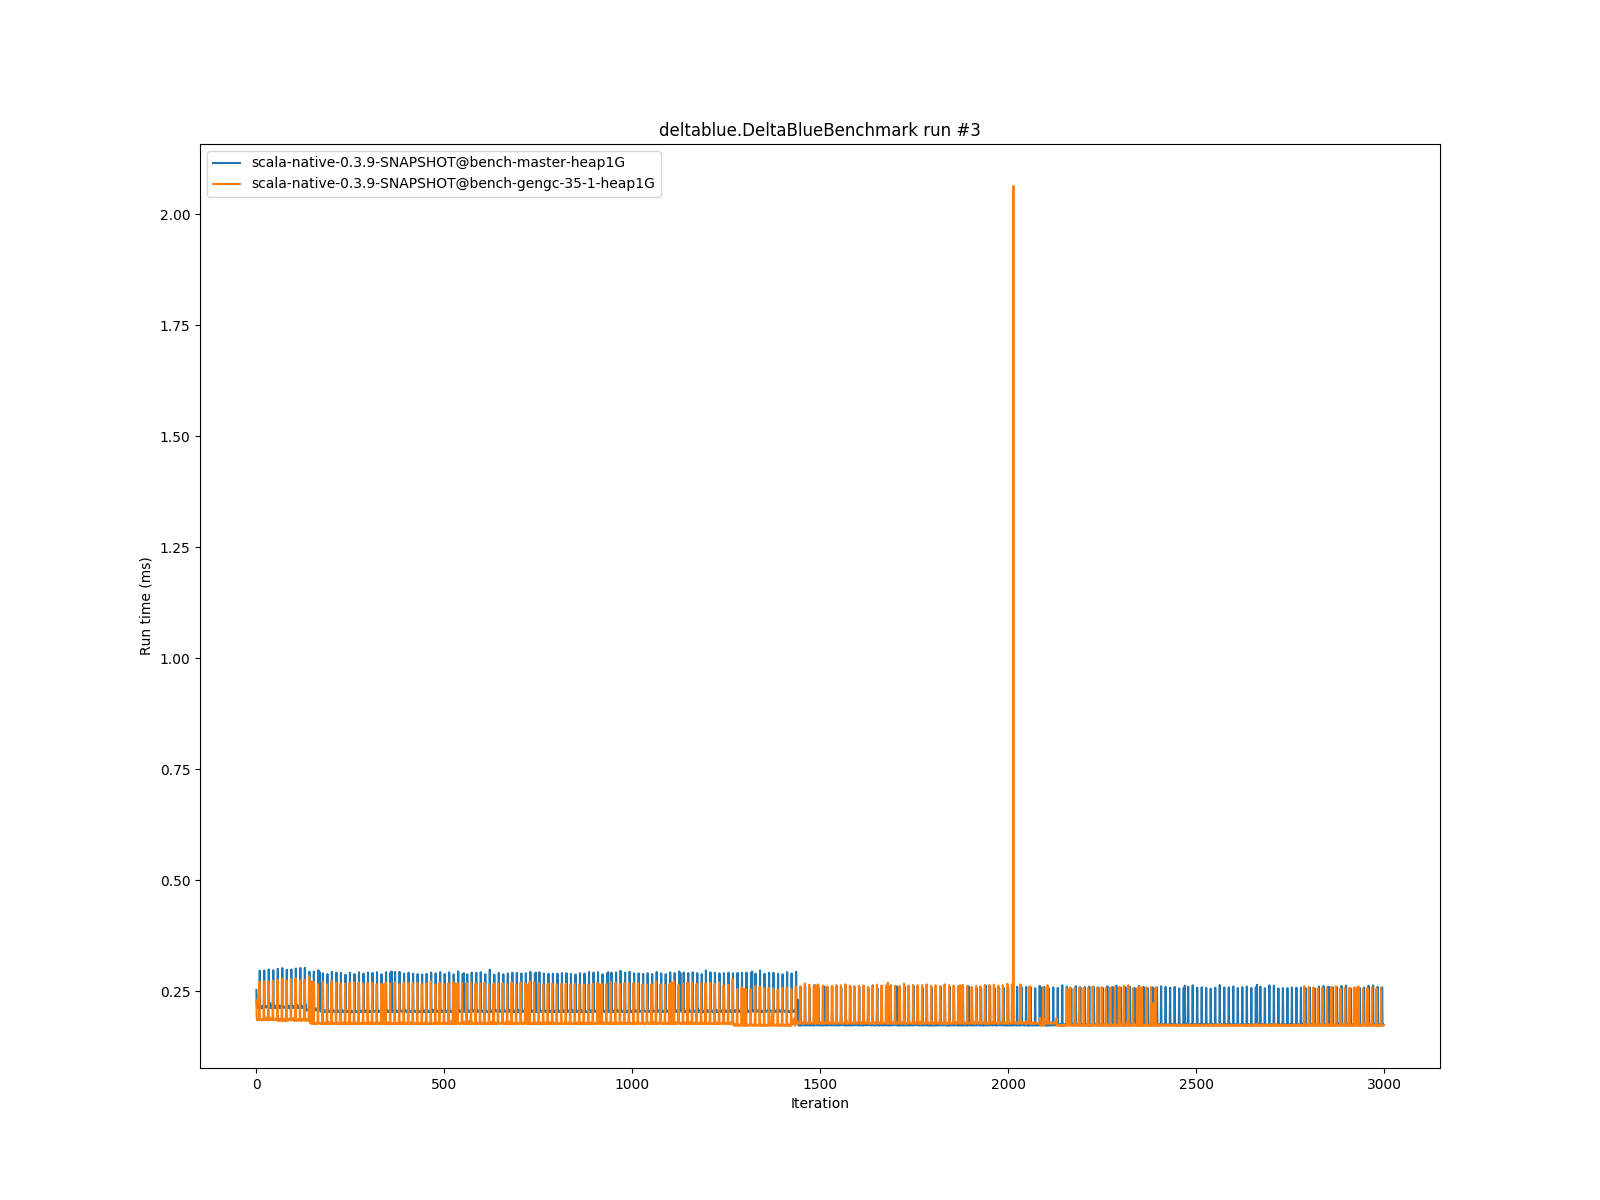 deltablue.DeltaBlueBenchmark run #3
scala-native-0.3.9-SNAPSHOT@bench-master-heap1G
scala-native-0.3.9-SNAPSHOT@bench-gengc-35-1-heap1G
2.00
1.75
1.50
1.25
1.00
0.75
0.50
0.25
Run time (ms)
0 500 1000 1500 2000 2500 3000
Iteration